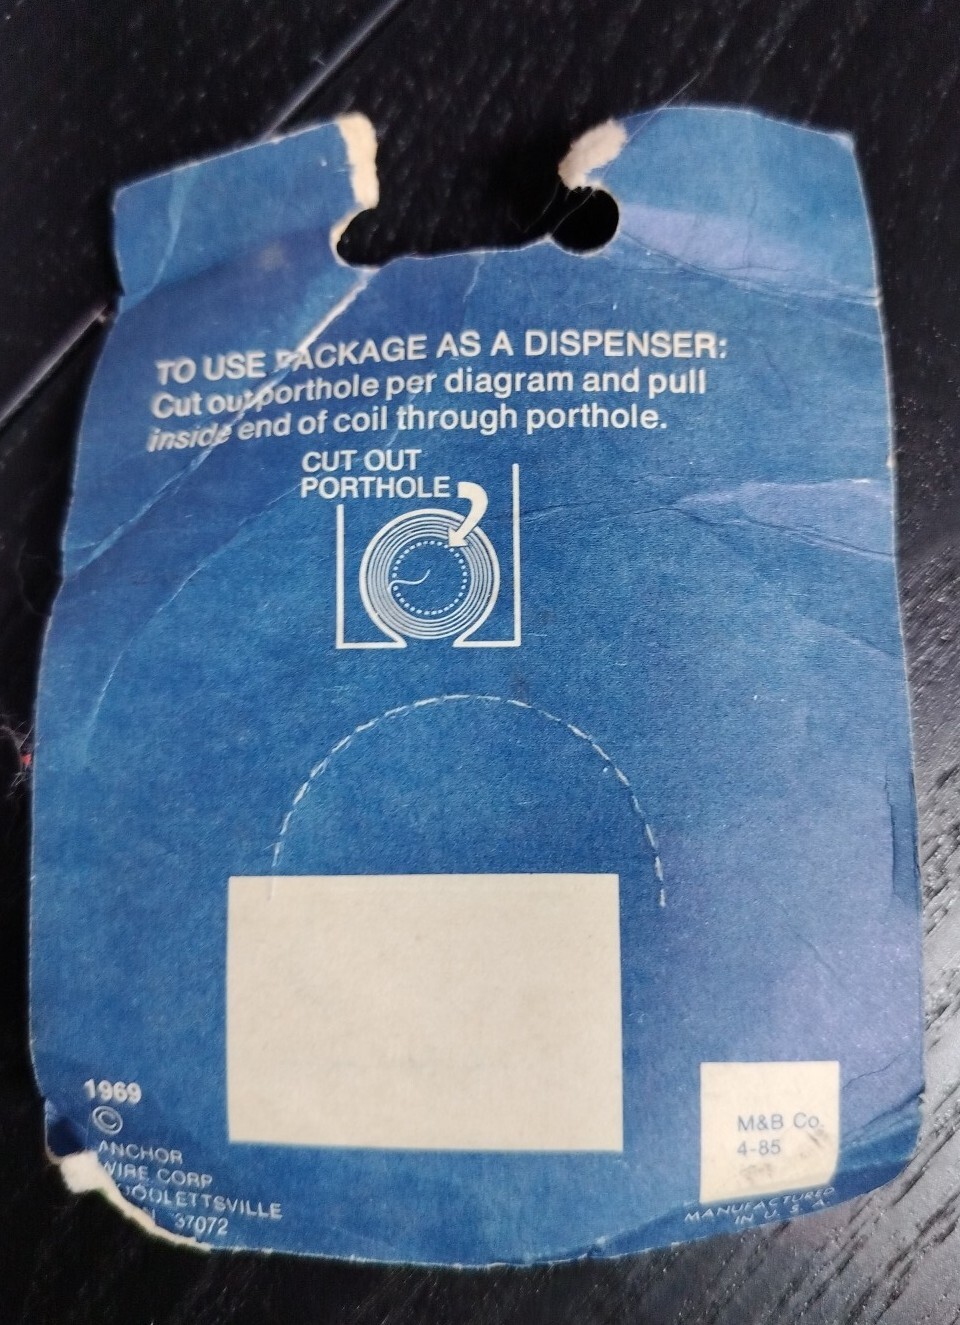 TO USE PACKAGE AS A DISPENSER:
Cut out porthole per diagram and pull
inside end of coil through porthole.
CUT OUT
PORTHOLE
1969
©
ANCHOR
WIRE CORP
GOODLETTSVILLE
37072
M&B Co.
4-85
MANUFACTURED
IN U. S. A.